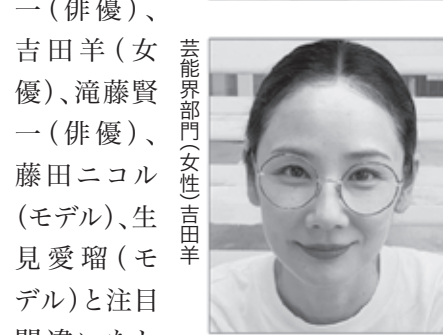 一(俳優)、
吉田羊(女
優)、滝藤賢
一(俳優)、
藤田ニコル
(モデル)、生
見愛瑠(モ
デル)と注目
芸能界部門(女性)吉田羊